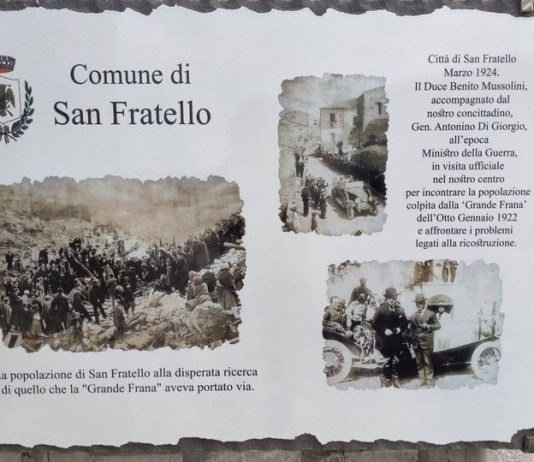 Comune di
San Fratello
La popolazione di San Fratello alla disperata ricerca
di quello che la "Grande Frana" aveva portato via.
Città di San Fratello
Marzo 1924.
Il Duce Benito Mussolini,
accompagnato dal
nostro concittadino,
Gen. Antonino Di Giorgio,
all'epoca
Ministro della Guerra,
in visita ufficiale
nel nostro centro
per incontrare la popolazione
colpita dalla 'Grande Frana'
dell'Otto Gennaio 1922
e affrontare i problemi
legati alla ricostruzione.